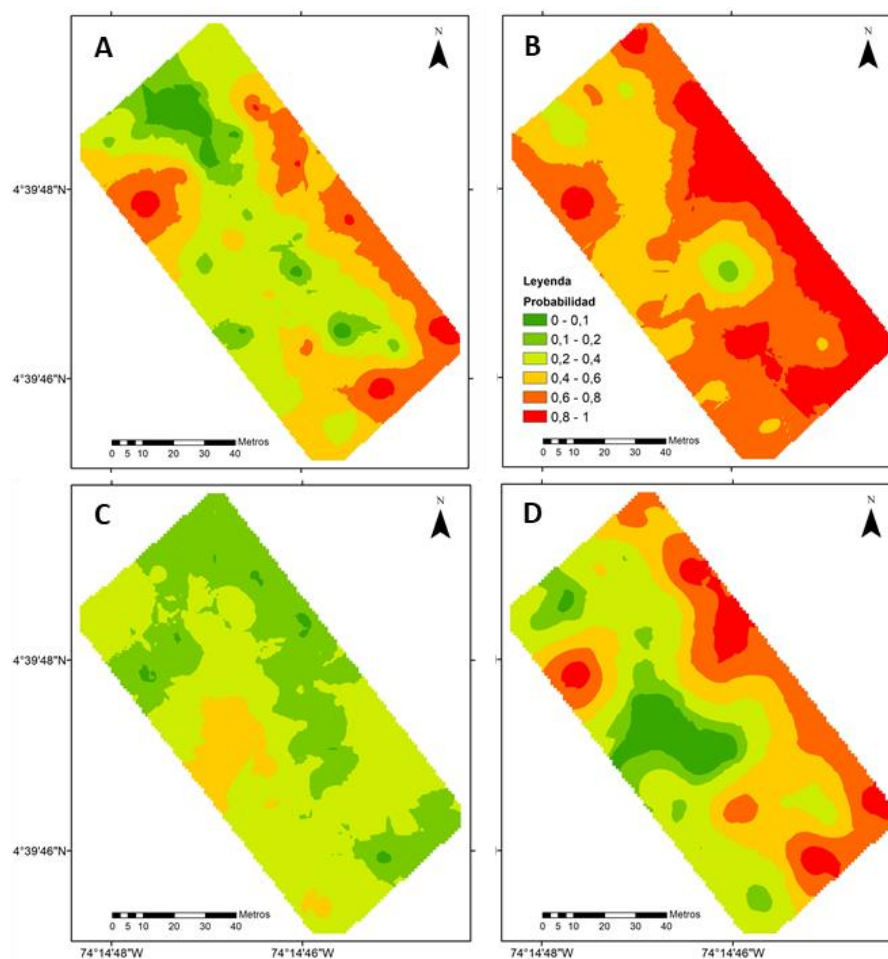 A
N
4°39'48"N
4°39'46"N
0 5 10 20 30 40 Metros
B
N
Leyenda
Probabilidad
0 - 0,1
0,1 - 0,2
0,2 - 0,4
0,4 - 0,6
0,6 - 0,8
0,8 - 1
0 5 10 20 30 40 Metros
C
N
4°39'48"N
4°39'46"N
0 5 10 20 30 40 Metros
74°14'48"W 74°14'46"W
D
N
0 5 10 20 30 40 Metros
74°14'48"W 74°14'46"W